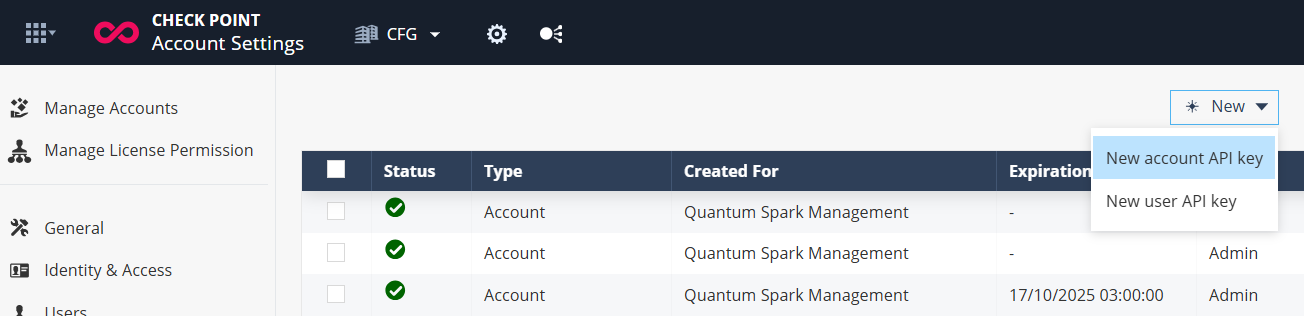 CHECK POINT
Account Settings
CFG
Manage Accounts
Manage License Permission
General
Identity & Access
Users
New
New account API key
New user API key
Status Type Created For Expiration
Account Quantum Spark Management -
Account Quantum Spark Management - Admin
Account Quantum Spark Management 17/10/2025 03:00:00 Admin